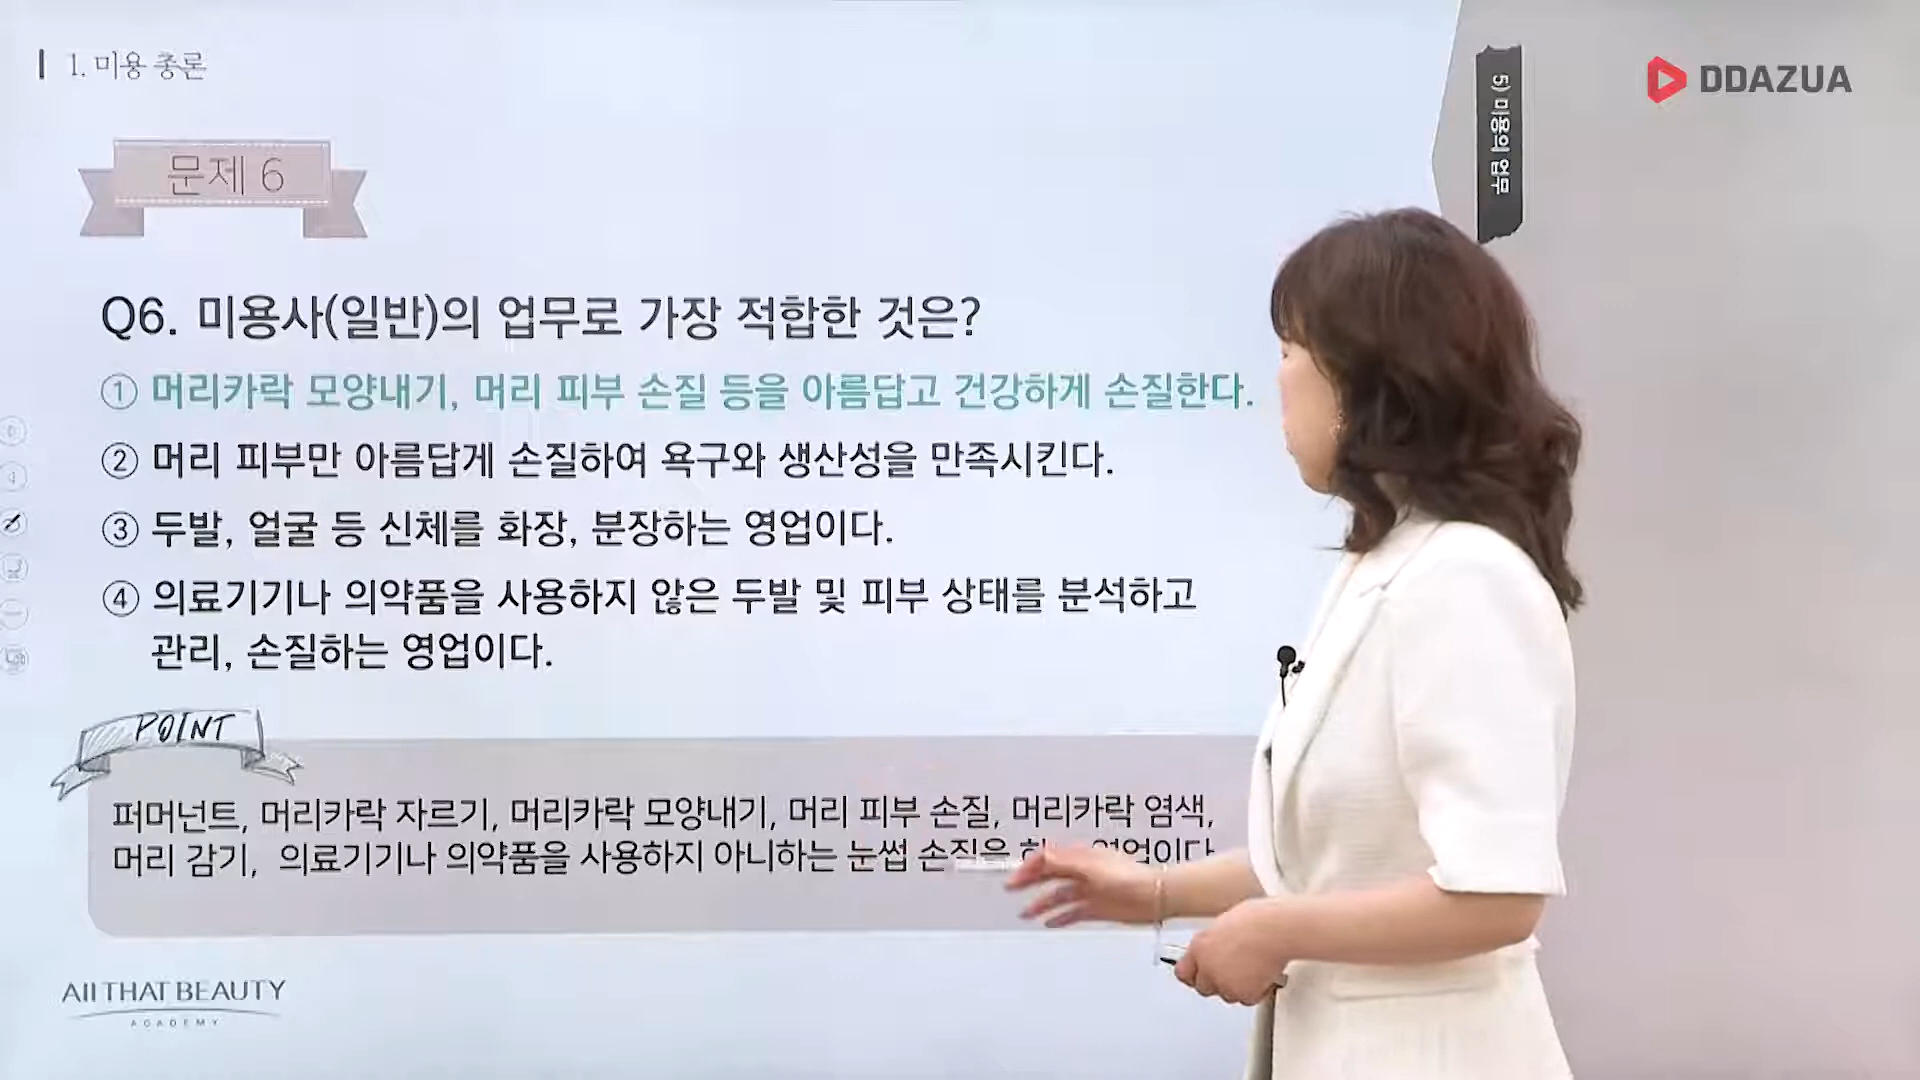 1. 미용 총론
5) 미용의 업무
DDAZUA
문제 6
Q6. 미용사(일반)의 업무로 가장 적합한 것은?
① 머리카락 모양내기, 머리 피부 손질 등을 아름답고 건강하게 손질한다.
② 머리 피부만 아름답게 손질하여 욕구와 생산성을 만족시킨다.
③ 두발, 얼굴 등 신체를 화장, 분장하는 영업이다.
④ 의료기기나 의약품을 사용하지 않은 두발 및 피부 상태를 분석하고
관리, 손질하는 영업이다.
POINT
퍼머넌트, 머리카락 자르기, 머리카락 모양내기, 머리 피부 손질, 머리카락 염색,
머리 감기, 의료기기나 의약품을 사용하지 아니하는 눈썹 손질을 영업이다
All THAT BEAUTY
ACADEMY